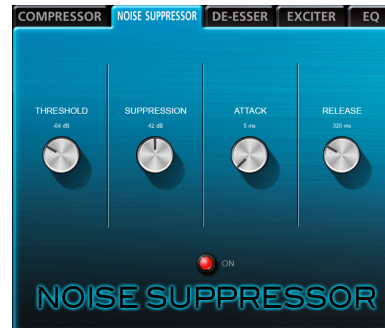 COMPRESSOR NOISE SUPPRESSOR DE-ESSER EXCITER EQ
THRESHOLD SUPPRESSION ATTACK RELEASE
-64 dB 42 dB 5 ms 320 ms
ON
NOISE SUPPRESSOR